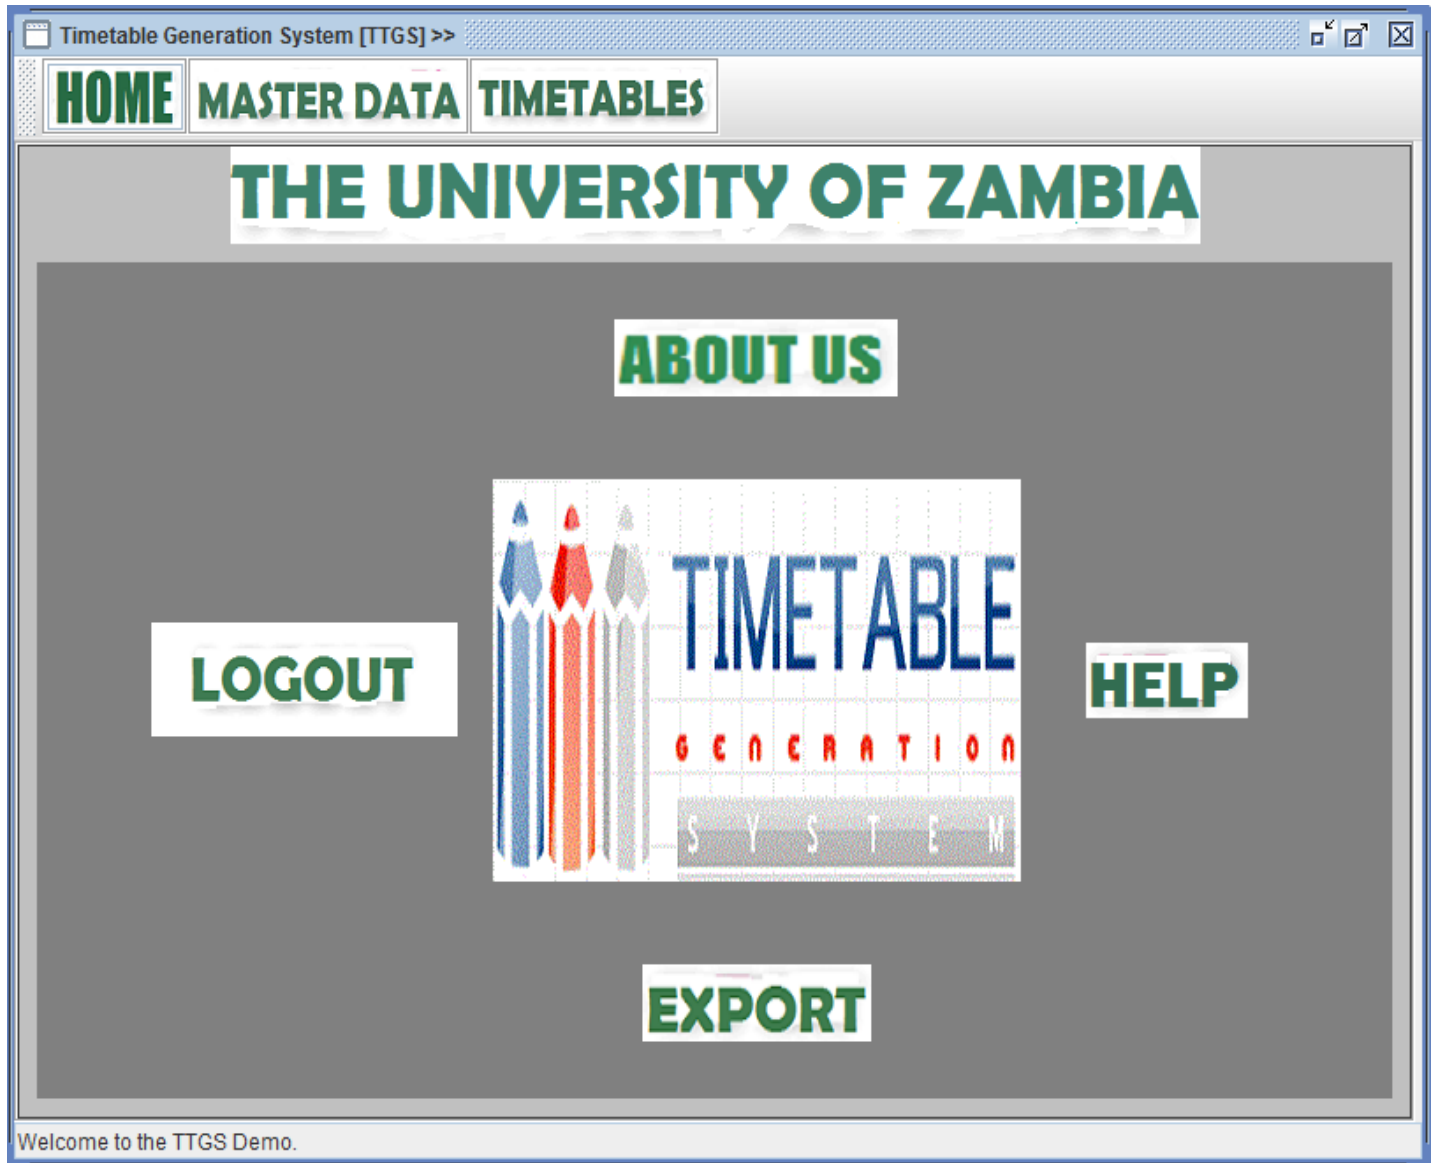 Timetable Generation System [TTGS] >>
HOME MASTER DATA TIMETABLES
THE UNIVERSITY OF ZAMBIA
ABOUT US
TIMETABLE
GENERATION
SYSTEM
LOGOUT
HELP
EXPORT
Welcome to the TTGS Demo.